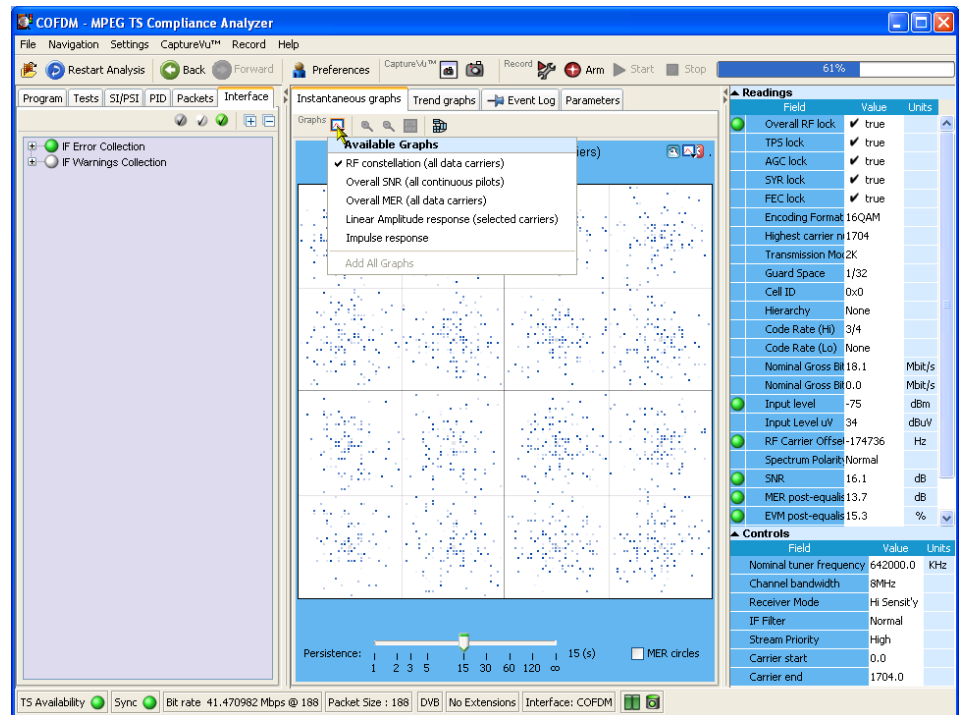 COFDM - MPEG TS Compliance Analyzer
File Navigation Settings CaptureVu™ Record Help
Restart Analysis Back Forward Preferences CaptureVu™ Record Arm Start Stop 61%
Program Tests SI/PSI PID Packets Interface
IF Error Collection
IF Warnings Collection
Instantaneous graphs Trend graphs Event Log Parameters
Graphs
iers)
Available Graphs
RF constellation (all data carriers)
Overall SNR (all continuous pilots)
Overall MER (all data carriers)
Linear Amplitude response (selected carriers)
Impulse response
Add All Graphs
Persistence: 1 2 3 5 15 30 60 120 ∞ 15 (s) MER circles
Readings
Field Value Units
Overall RF lock ✔ true
TPS lock ✔ true
AGC lock ✔ true
SYR lock ✔ true
FEC lock ✔ true
Encoding Format 16QAM
Highest carrier n 1704
Transmission Mo 2K
Guard Space 1/32
Cell ID 0x0
Hierarchy None
Code Rate (Hi) 3/4
Code Rate (Lo) None
Nominal Gross Bit 18.1 Mbit/s
Nominal Gross Bit 0.0 Mbit/s
Input level -75 dBm
Input Level uV 34 dBuV
RF Carrier Offset -174736 Hz
Spectrum Polarity Normal
SNR 16.1 dB
MER post-equalis 13.7 dB
EVM post-equalis 15.3 %
Controls
Field Value Units
Nominal tuner frequency 642000.0 KHz
Channel bandwidth 8MHz
Receiver Mode Hi Sensit'y
IF Filter Normal
Stream Priority High
Carrier start 0.0
Carrier end 1704.0
TS Availability Sync Bit rate 41.470982 Mbps @ 188 Packet Size : 188 DVB No Extensions Interface: COFDM